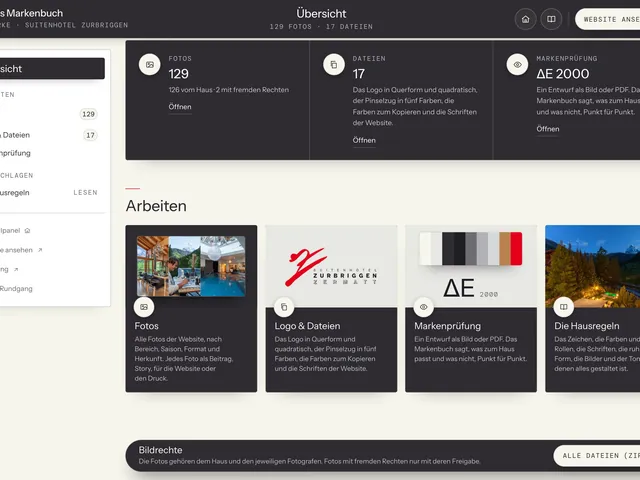 s Markenbuch
RKE · SUITENHOTEL ZURBRIGGEN
Übersicht
129 FOTOS · 17 DATEIEN
WEBSITE ANSE
sicht
TEN
129
& Dateien
17
nprüfung
SCHLAGEN
usregeln
LESEN
lpanel
e ansehen ↗
ng ↗
Rundgang
FOTOS
129
126 vom Haus · 2 mit fremden Rechten
Öffnen
DATEIEN
17
Das Logo in Querform und quadratisch,
der Pinselzug in fünf Farben, die
Farben zum Kopieren und die Schriften
der Website.
Öffnen
MARKENPRÜFUNG
ΔE 2000
Ein Entwurf als Bild oder PDF. Da
Markenbuch sagt, was zum Haus
und was nicht, Punkt für Punkt.
Öffnen
Arbeiten
Fotos
Alle Fotos der Website, nach
Bereich, Saison, Format und
Herkunft. Jedes Foto als Beitrag,
Story, für die Website oder
den Druck.
SUITENHOTEL
ZURBRIGGEN
ZERMATT
Logo & Dateien
Das Logo in Querform und
quadratisch, der Pinselzug in fünf
Farben, die Farben zum Kopieren
und die Schriften der Website.
ΔE 2000
Markenprüfung
Ein Entwurf als Bild oder PDF. Das
Markenbuch sagt, was zum Haus
passt und was nicht, Punkt für Punkt.
Die Hausregeln
Das Zeichen, die Farben und
Rollen, die Schriften, die ruh
Form, die Bilder und der Ton
denen alles gestaltet ist.
Bildrechte
Die Fotos gehören dem Haus und den jeweiligen Fotografen. Fotos mit fremden Rechten nur mit deren Freigabe.
ALLE DATEIEN (ZIP